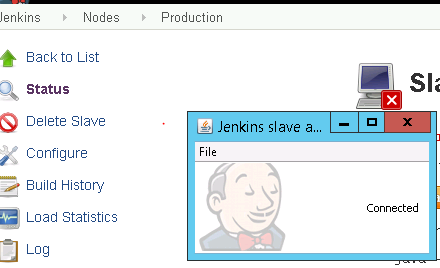 Jenkins Nodes Production
Back to List
Status
Delete Slave
Configure
Build History
Load Statistics
Log
Jenkins slave a...
File
Connected